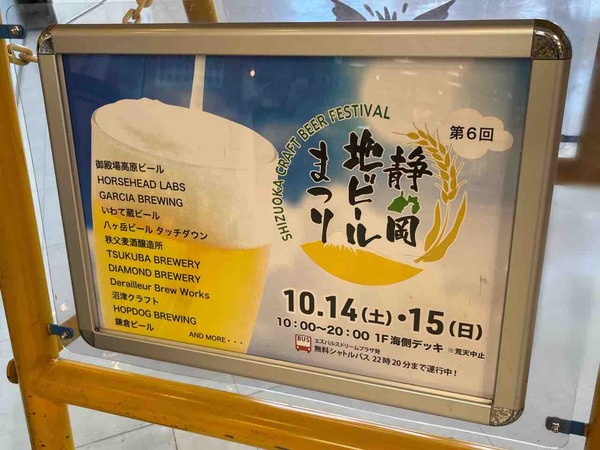 第6回
SHIZUOKA CRAFT BEER FESTIVAL
静岡
地ビール
まつり
御殿場高原ビール
HORSEHEAD LABS
GARCIA BREWING
いわて蔵ビール
八ヶ岳ビール タッチダウン
秩父麦酒醸造所
TSUKUBA BREWERY
DIAMOND BREWERY
Derailleur Brew Works
沼津クラフト
HOPDOG BREWING
鎌倉ビール
AND MORE・・・
10.14(土)・15(日)
10:00〜20:00 1F海側デッキ ※荒天中止
BUS
エスパルスドリームプラザ発
無料シャトルバス 22時20分まで運行中!